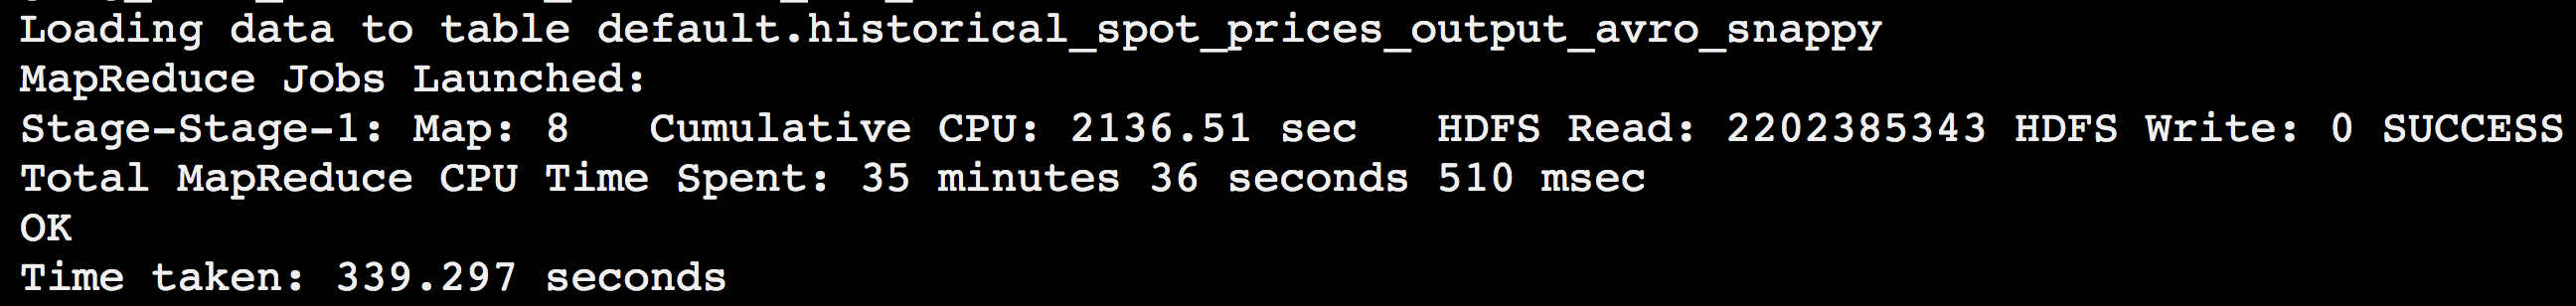 Loading data to table default.historical_spot_prices_output_avro_snappy
MapReduce Jobs Launched:
Stage-Stage-1: Map: 8   Cumulative CPU: 2136.51 sec   HDFS Read: 2202385343 HDFS Write: 0 SUCCESS
Total MapReduce CPU Time Spent: 35 minutes 36 seconds 510 msec
OK
Time taken: 339.297 seconds